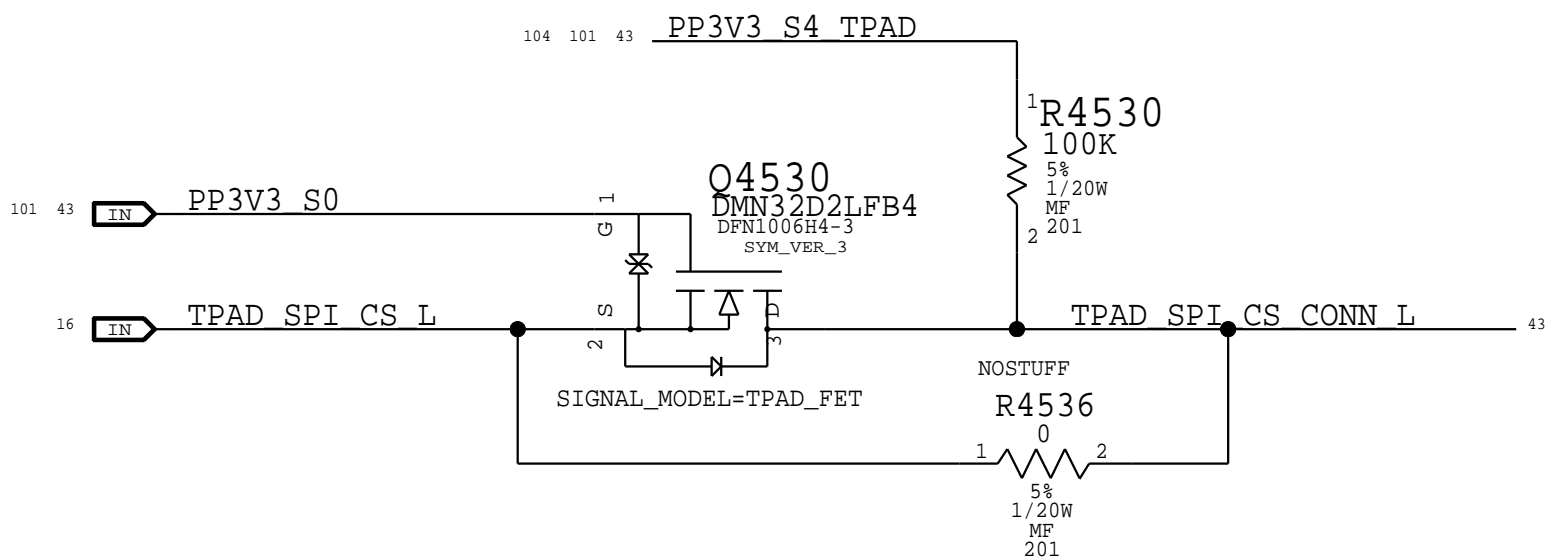 104 101 43 PP3V3_S4_TPAD
1
R4530
100K
5%
1/20W
MF
201
2
Q4530
DMN32D2LFB4
DFN1006H4-3
SYM_VER_3
101 43 IN PP3V3_S0
G 1
16 IN TPAD_SPI_CS_L
S
2
D
3
TPAD_SPI_CS_CONN_L 43
SIGNAL_MODEL=TPAD_FET
NOSTUFF
R4536
0
1 2
5%
1/20W
MF
201